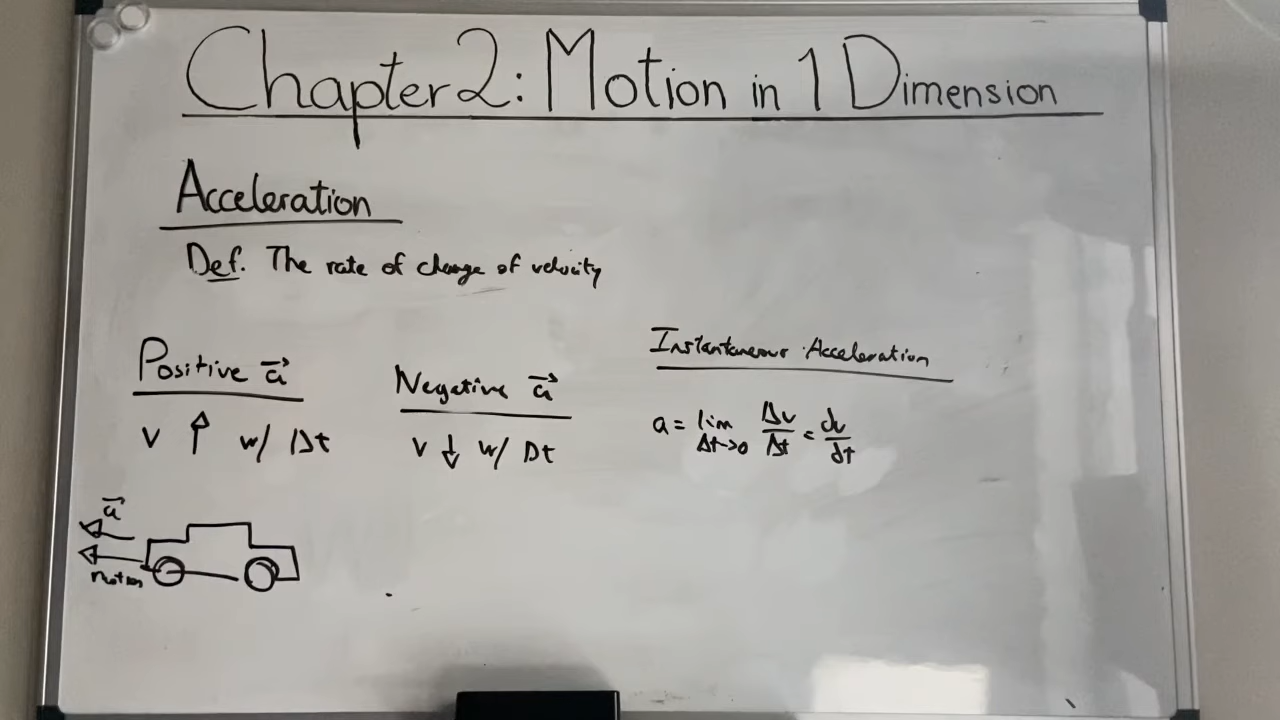 Chapter 2: Motion in 1 Dimension
Acceleration
Def. The rate of change of velocity
Positive a⃗
v ↑ w/ Δt
Negative a⃗
v ↓ w/ Δt
Instantaneous Acceleration
a = lim Δt→0 Δv/Δt = dv/dt
a⃗
motion